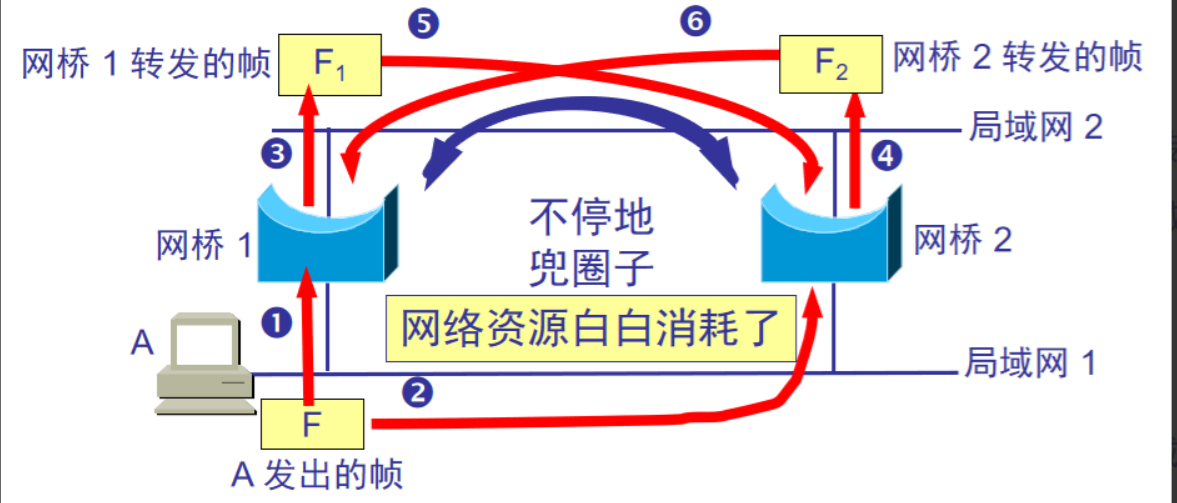 ❺
❻
网桥 1 转发的帧
F1
F2
网桥 2 转发的帧
局域网 2
❸
❹
不停地
兜圈子
网桥 1
网桥 2
网络资源白白消耗了
❶
A
局域网 1
❷
F
A 发出的帧